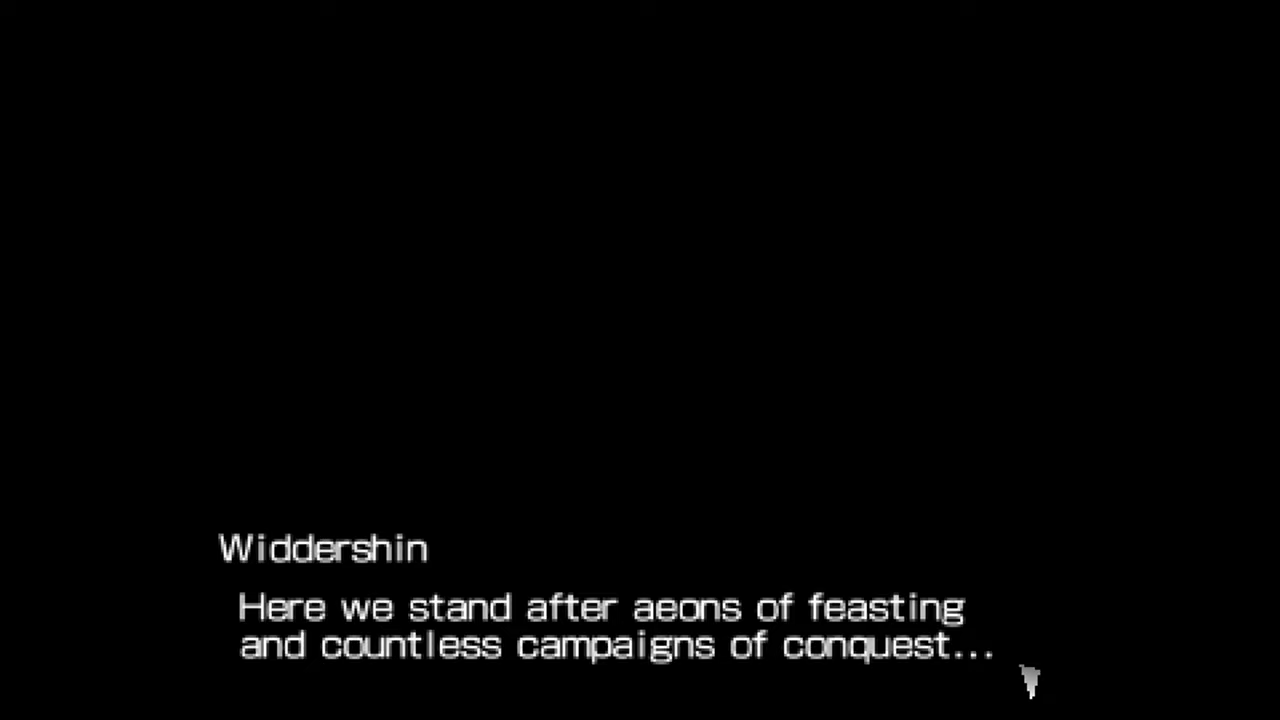 Widdershin
Here we stand after aeons of feasting
and countless campaigns of conquest...